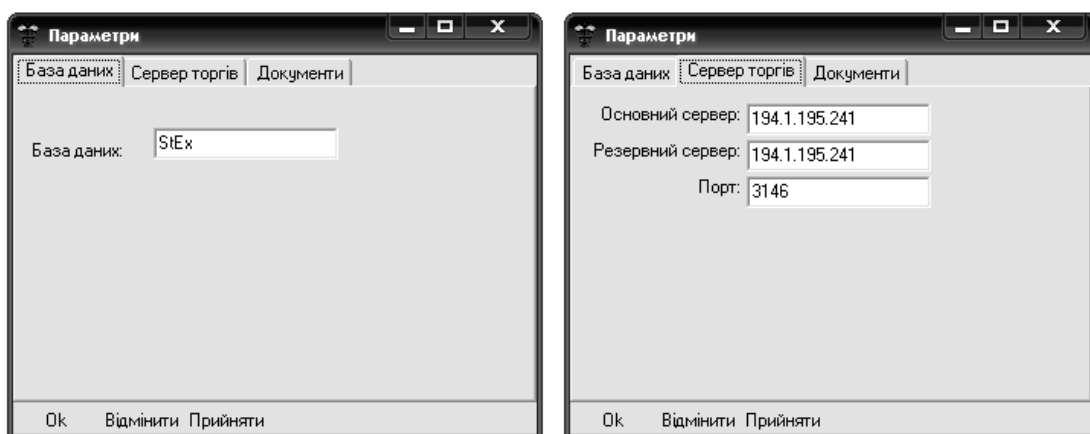 Параметри
База даних Сервер торгів Документи
База даних: StEx
Ok Відмінити Прийняти
Параметри
База даних Сервер торгів Документи
Основний сервер: 194.1.195.241
Резервний сервер: 194.1.195.241
Порт: 3146
Ok Відмінити Прийняти